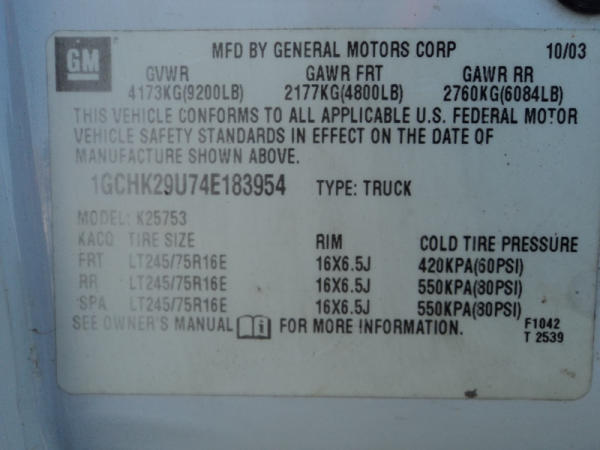 GM MFD BY GENERAL MOTORS CORP 10/03
GVWR GAWR FRT GAWR RR
4173KG(9200LB) 2177KG(4800LB) 2760KG(6084LB)
THIS VEHICLE CONFORMS TO ALL APPLICABLE U.S. FEDERAL MOTOR
VEHICLE SAFETY STANDARDS IN EFFECT ON THE DATE OF
MANUFACTURE SHOWN ABOVE.
1GCHK29U74E183954 TYPE: TRUCK
MODEL: K25753
KACQ TIRE SIZE RIM COLD TIRE PRESSURE
FRT LT245/75R16E 16X6.5J 420KPA(60PSI)
RR LT245/75R16E 16X6.5J 550KPA(80PSI)
SPA LT245/75R16E 16X6.5J 550KPA(80PSI)
SEE OWNER'S MANUAL FOR MORE INFORMATION. F1042
T 2539